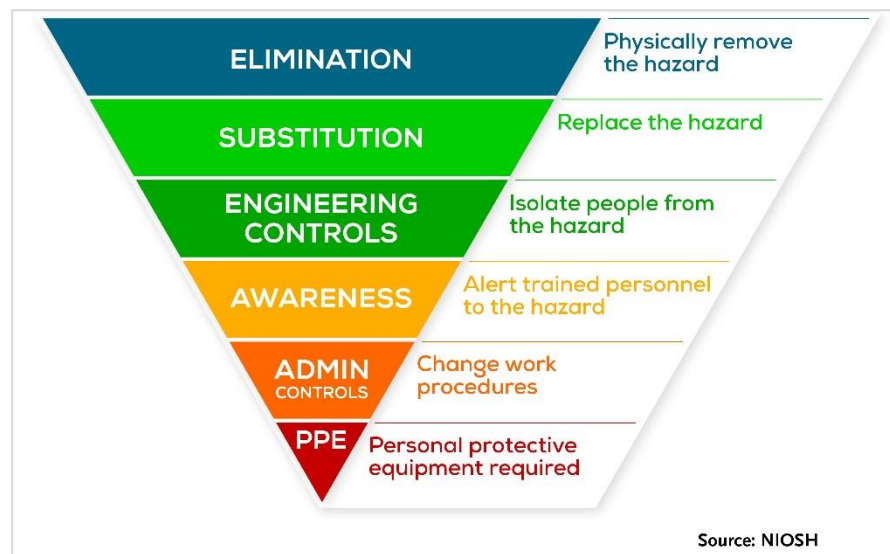 ELIMINATION
Physically remove
the hazard
SUBSTITUTION
Replace the hazard
ENGINEERING
CONTROLS
Isolate people from
the hazard
AWARENESS
Alert trained personnel
to the hazard
ADMIN
CONTROLS
Change work
procedures
PPE
Personal protective
equipment required
Source: NIOSH